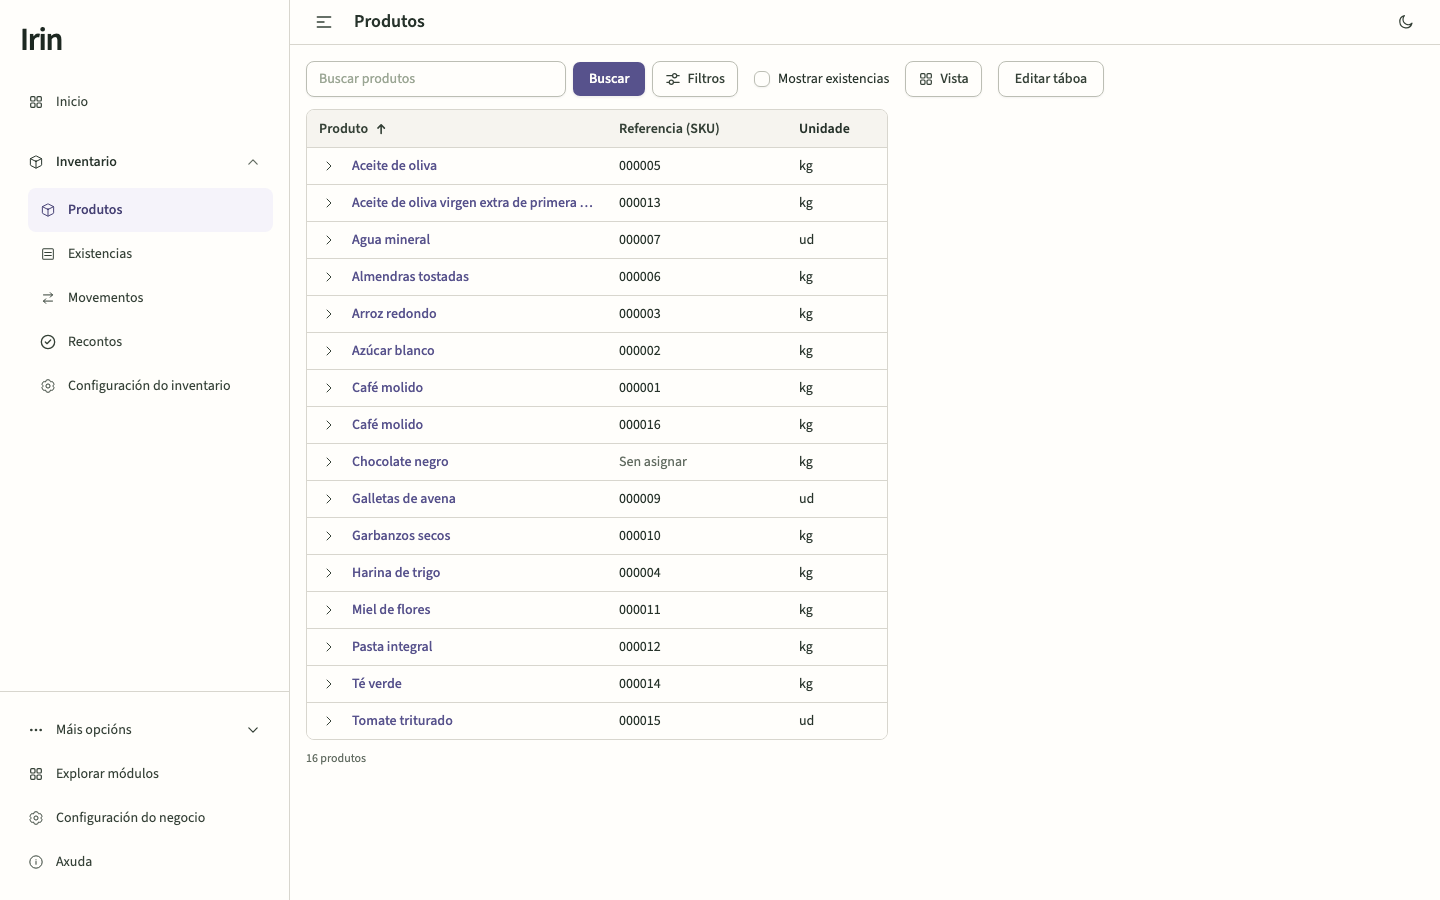 Irin
Inicio
Inventario
Produtos
Existencias
Movementos
Recontos
Configuración do inventario
Máis opcións
Explorar módulos
Configuración do negocio
Axuda
Produtos
Buscar produtos
Buscar
Filtros
Mostrar existencias
Vista
Editar táboa
Produto Referencia (SKU) Unidade
Aceite de oliva 000005 kg
Aceite de oliva virgen extra de primera … 000013 kg
Agua mineral 000007 ud
Almendras tostadas 000006 kg
Arroz redondo 000003 kg
Azúcar blanco 000002 kg
Café molido 000001 kg
Café molido 000016 kg
Chocolate negro Sen asignar kg
Galletas de avena 000009 ud
Garbanzos secos 000010 kg
Harina de trigo 000004 kg
Miel de flores 000011 kg
Pasta integral 000012 kg
Té verde 000014 kg
Tomate triturado 000015 ud
16 produtos